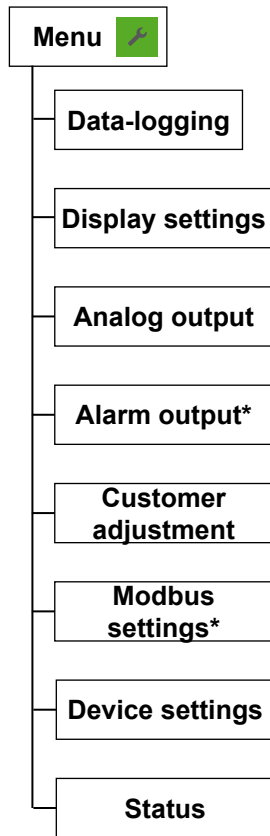 Menu
Data-logging
Display settings
Analog output
Alarm output*
Customer
adjustment
Modbus
settings*
Device settings
Status